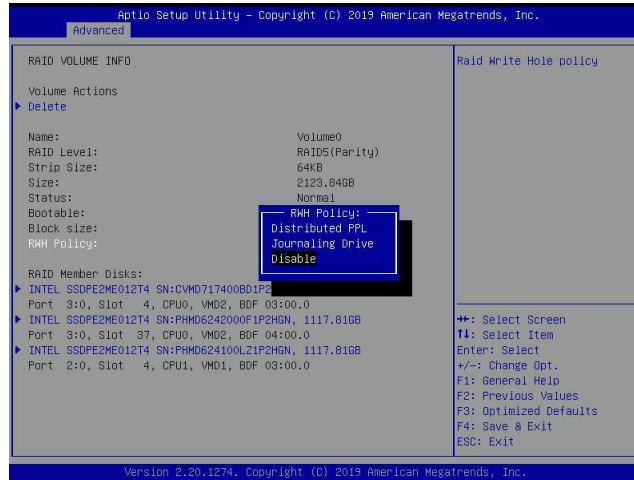 Aptio Setup Utility – Copyright (C) 2019 American Megatrends, Inc.
Advanced
RAID VOLUME INFO
Volume Actions
Delete
Name: Volume0
RAID Level: RAID5(Parity)
Strip Size: 64KB
Size: 2123.84GB
Status: Normal
Bootable:
Block size:
RWH Policy:
RWH Policy:
Distributed PPL
Journaling Drive
Disable
RAID Member Disks:
INTEL SSDPE2ME012T4 SN:CVMD717400BD1P2
Port 3:0, Slot 4, CPU0, VMD2, BDF 03:00.0
INTEL SSDPE2ME012T4 SN:PHMD6242000F1P2HGN, 1117.81GB
Port 3:0, Slot 37, CPU0, VMD2, BDF 04:00.0
INTEL SSDPE2ME012T4 SN:PHMD624100LZ1P2HGN, 1117.81GB
Port 2:0, Slot 4, CPU1, VMD1, BDF 03:00.0
Raid Write Hole policy
→←: Select Screen
↑↓: Select Item
Enter: Select
+/-: Change Opt.
F1: General Help
F2: Previous Values
F3: Optimized Defaults
F4: Save & Exit
ESC: Exit
Version 2.20.1274. Copyright (C) 2019 American Megatrends, Inc.